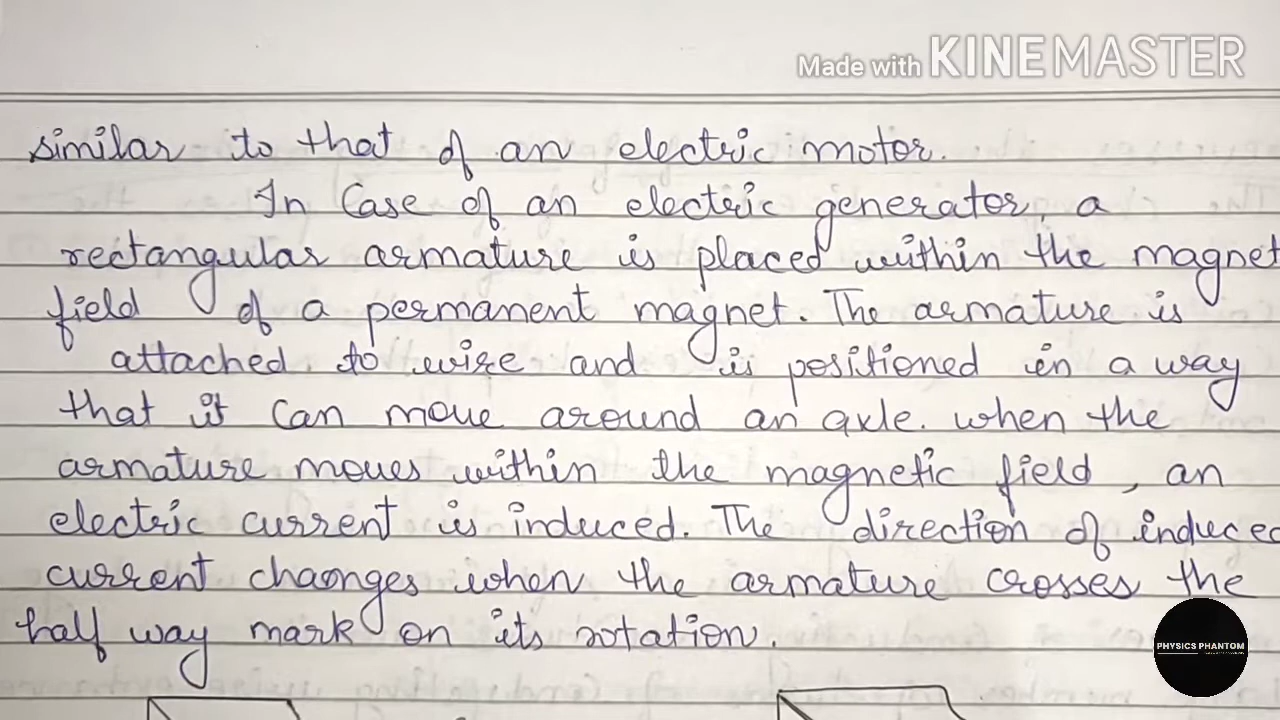 Made with KINEMASTER
similar to that of an electric motor.
In Case of an electric generator, a
rectangular armature is placed within the magnet
field of a permanent magnet. The armature is
attached to wire and is positioned in a way
that it can move around an axle. when the
armature moves within the magnetic field, an
electric current is induced. The direction of induced
current changes when the armature crosses the
half way mark on its rotation.
PHYSICS PHANTOM